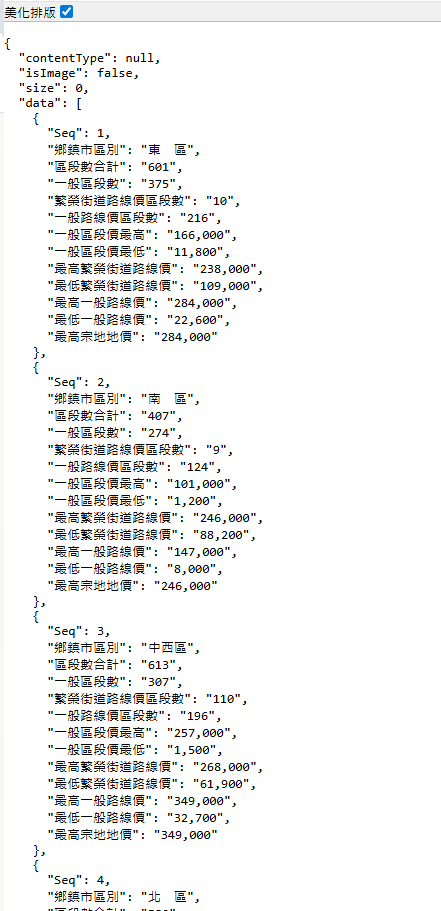 美化排版
{
  "contentType": null,
  "isImage": false,
  "size": 0,
  "data": [
    {
      "Seq": 1,
      "鄉鎮市區別": "東　區",
      "區段數合計": "601",
      "一般區段數": "375",
      "繁榮街道路線價區段數": "10",
      "一般路線價區段數": "216",
      "一般區段價最高": "166,000",
      "一般區段價最低": "11,800",
      "最高繁榮街道路線價": "238,000",
      "最低繁榮街道路線價": "109,000",
      "最高一般路線價": "284,000",
      "最低一般路線價": "22,600",
      "最高宗地地價": "284,000"
    },
    {
      "Seq": 2,
      "鄉鎮市區別": "南　區",
      "區段數合計": "407",
      "一般區段數": "274",
      "繁榮街道路線價區段數": "9",
      "一般路線價區段數": "124",
      "一般區段價最高": "101,000",
      "一般區段價最低": "1,200",
      "最高繁榮街道路線價": "246,000",
      "最低繁榮街道路線價": "88,200",
      "最高一般路線價": "147,000",
      "最低一般路線價": "8,000",
      "最高宗地地價": "246,000"
    },
    {
      "Seq": 3,
      "鄉鎮市區別": "中西區",
      "區段數合計": "613",
      "一般區段數": "307",
      "繁榮街道路線價區段數": "110",
      "一般路線價區段數": "196",
      "一般區段價最高": "257,000",
      "一般區段價最低": "1,500",
      "最高繁榮街道路線價": "268,000",
      "最低繁榮街道路線價": "61,900",
      "最高一般路線價": "349,000",
      "最低一般路線價": "32,700",
      "最高宗地地價": "349,000"
    },
    {
      "Seq": 4,
      "鄉鎮市區別": "北　區",